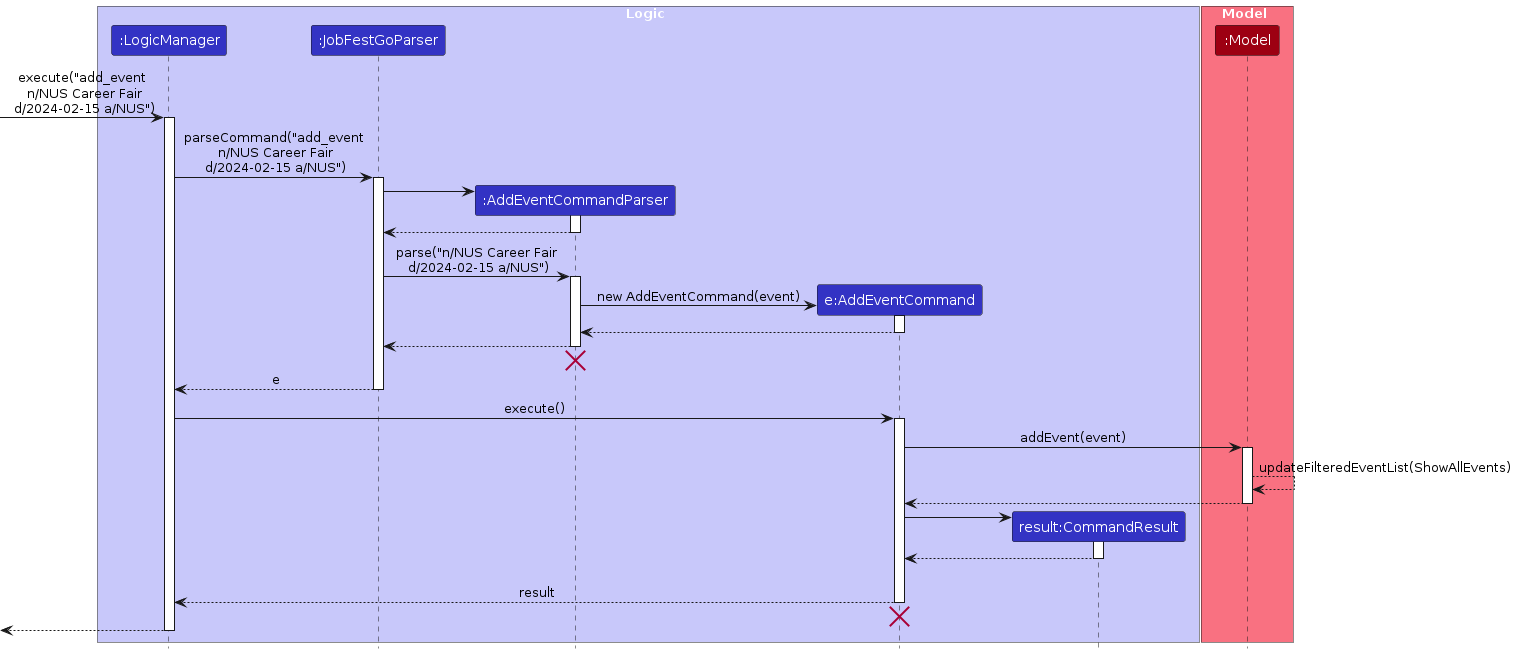 Logic
Model
:LogicManager
:JobFestGoParser
:Model
execute("add_event
n/NUS Career Fair
d/2024-02-15 a/NUS")
parseCommand("add_event
n/NUS Career Fair
d/2024-02-15 a/NUS")
:AddEventCommandParser
parse("n/NUS Career Fair
d/2024-02-15 a/NUS")
new AddEventCommand(event)
e:AddEventCommand
e
execute()
addEvent(event)
updateFilteredEventList(ShowAllEvents)
result:CommandResult
result